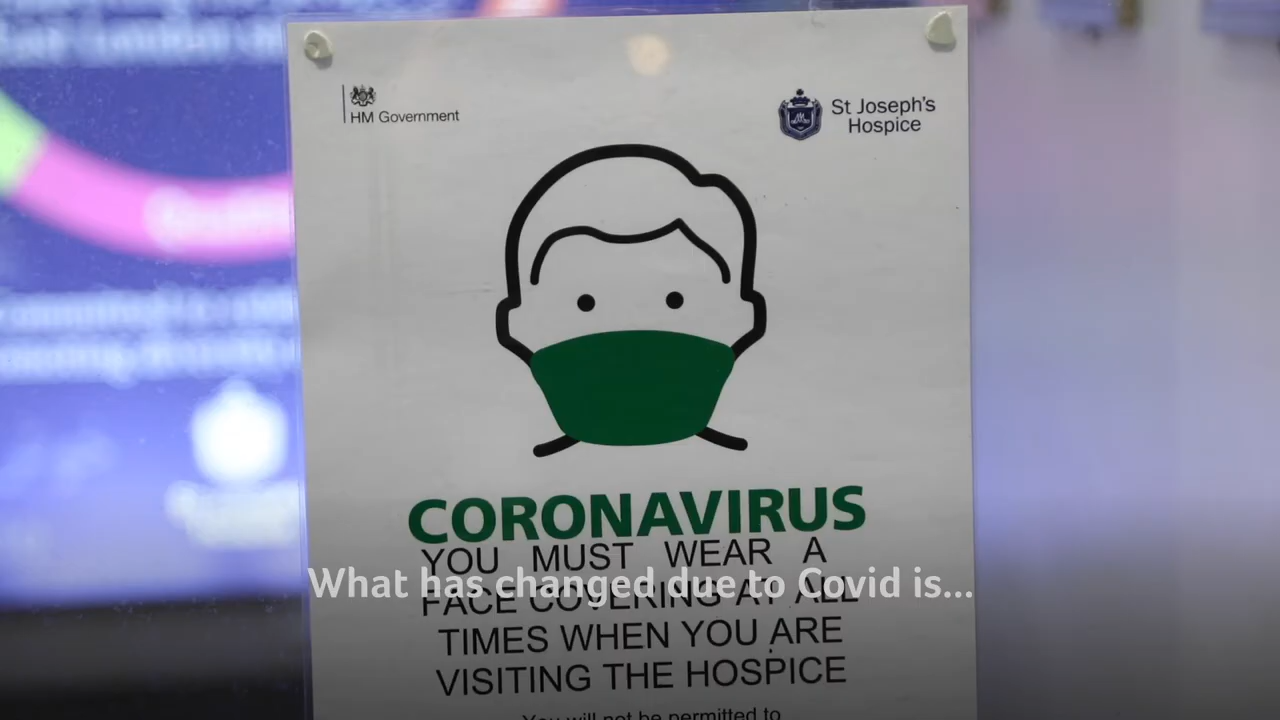 HM Government
St Joseph's
Hospice
CORONAVIRUS
YOU MUST WEAR A
FACE COVERING AT ALL
TIMES WHEN YOU ARE
VISITING THE HOSPICE
You will not be permitted to
What has changed due to Covid is...